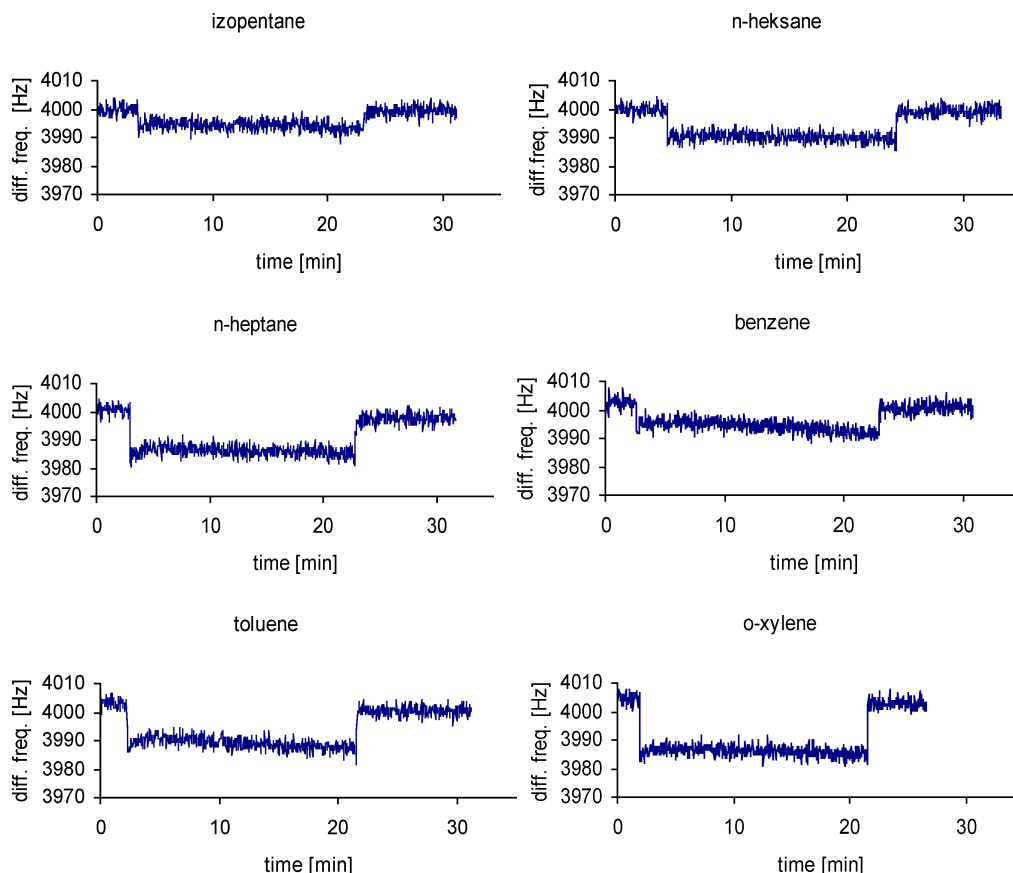 izopentane
diff. freq. [Hz]
4010
4000
3990
3980
3970
0 10 20 30
time [min]
n-heksane
diff.freq. [Hz]
4010
4000
3990
3980
3970
0 10 20 30
time [min]
n-heptane
diff. freq. [Hz]
4010
4000
3990
3980
3970
0 10 20 30
time [min]
benzene
diff. freq. [Hz]
4010
4000
3990
3980
3970
0 10 20 30
time [min]
toluene
diff. freq. [Hz]
4010
4000
3990
3980
3970
0 10 20 30
time [min]
o-xylene
diff. freq. [Hz]
4010
4000
3990
3980
3970
0 10 20 30
time [min]